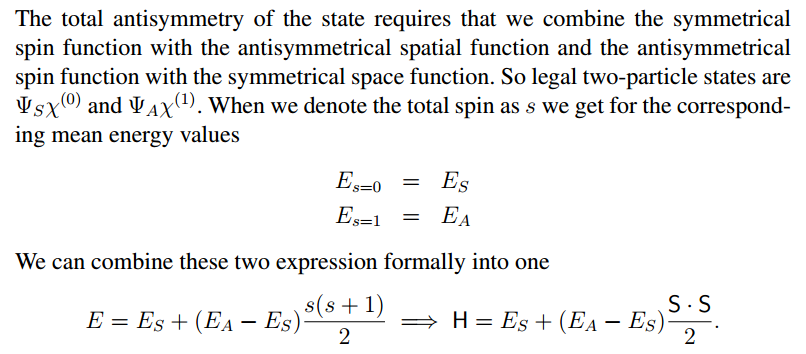 The total antisymmetry of the state requires that we combine the symmetrical
spin function with the antisymmetrical spatial function and the antisymmetrical
spin function with the symmetrical space function. So legal two-particle states are
Ψ_S χ^(0) and Ψ_A χ^(1). When we denote the total spin as s we get for the correspond-
ing mean energy values
E_{s=0} = E_S
E_{s=1} = E_A
We can combine these two expression formally into one
E = E_S + (E_A − E_S) s(s + 1)/2 ⟹ H = E_S + (E_A − E_S) S · S/2.